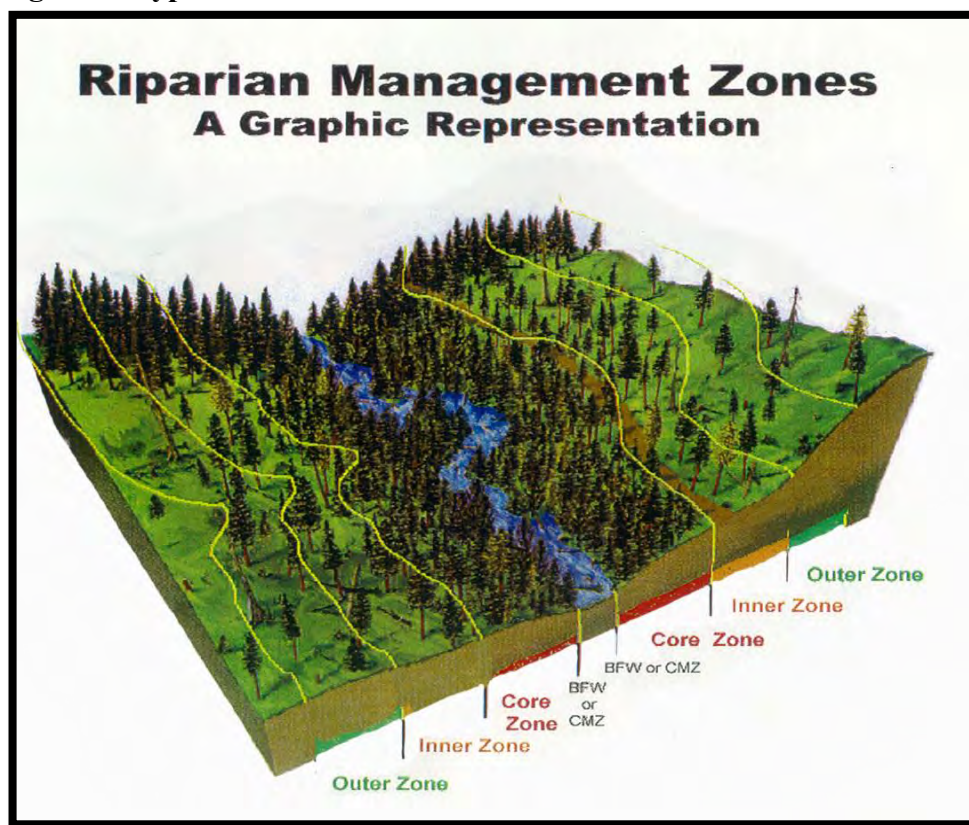 Riparian Management Zones
A Graphic Representation
Outer Zone
Inner Zone
Core Zone
BFW or CMZ
BFW
or
CMZ
Core
Zone
Inner Zone
Outer Zone